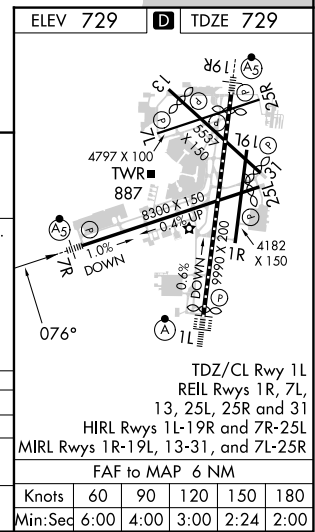 ELEV 729
D
TDZE 729
19R
A5
P
13
P
25R
P
7L
5537 X 150
4797 X 100
TWR
887
P
19L
P
25L
31
8300 X 150
0.4% UP
P
A5
P
1.0% DOWN
7R
4182 X 150
1R
9990 X 200
0.6% DOWN
076°
P
A
1L
TDZ/CL Rwy 1L
REIL Rwys 1R, 7L,
13, 25L, 25R and 31
HIRL Rwys 1L-19R and 7R-25L
MIRL Rwys 1R-19L, 13-31, and 7L-25R
FAF to MAP 6 NM
Knots 60 90 120 150 180
Min:Sec 6:00 4:00 3:00 2:24 2:00